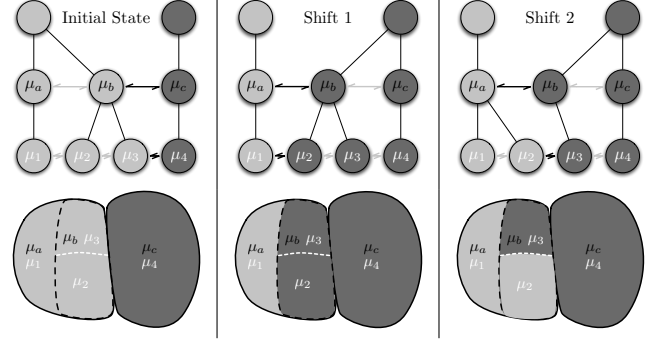 Initial State
μa μb μc
μ1 μ2 μ3 μ4
μa μb μ3 μc
μ1 μ4
μ2
Shift 1
μa μb μc
μ1 μ2 μ3 μ4
μa μb μ3 μc
μ1 μ4
μ2
Shift 2
μa μb μc
μ1 μ2 μ3 μ4
μa μb μ3 μc
μ1 μ4
μ2